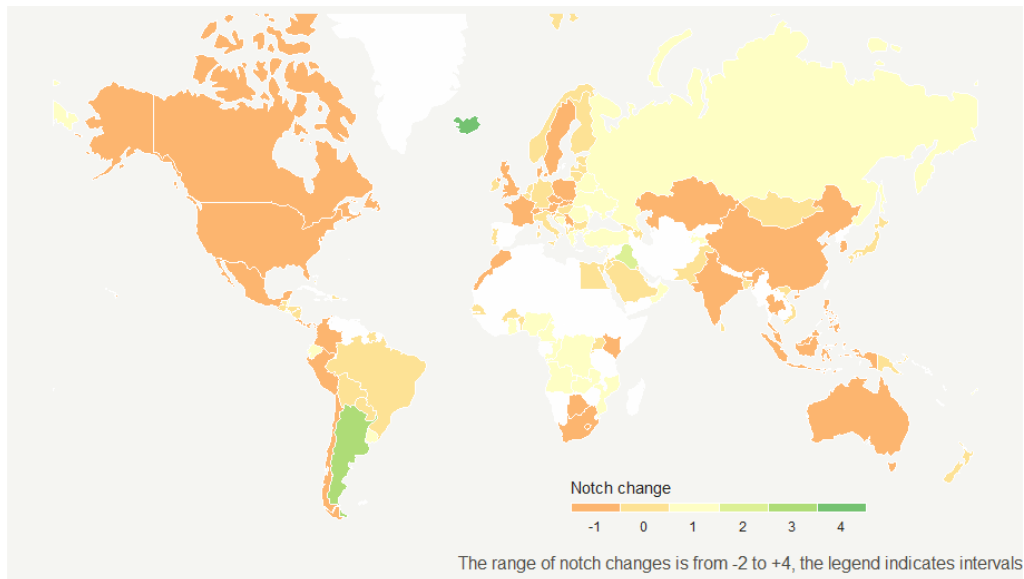 Notch change
-1 0 1 2 3 4
The range of notch changes is from -2 to +4, the legend indicates intervals